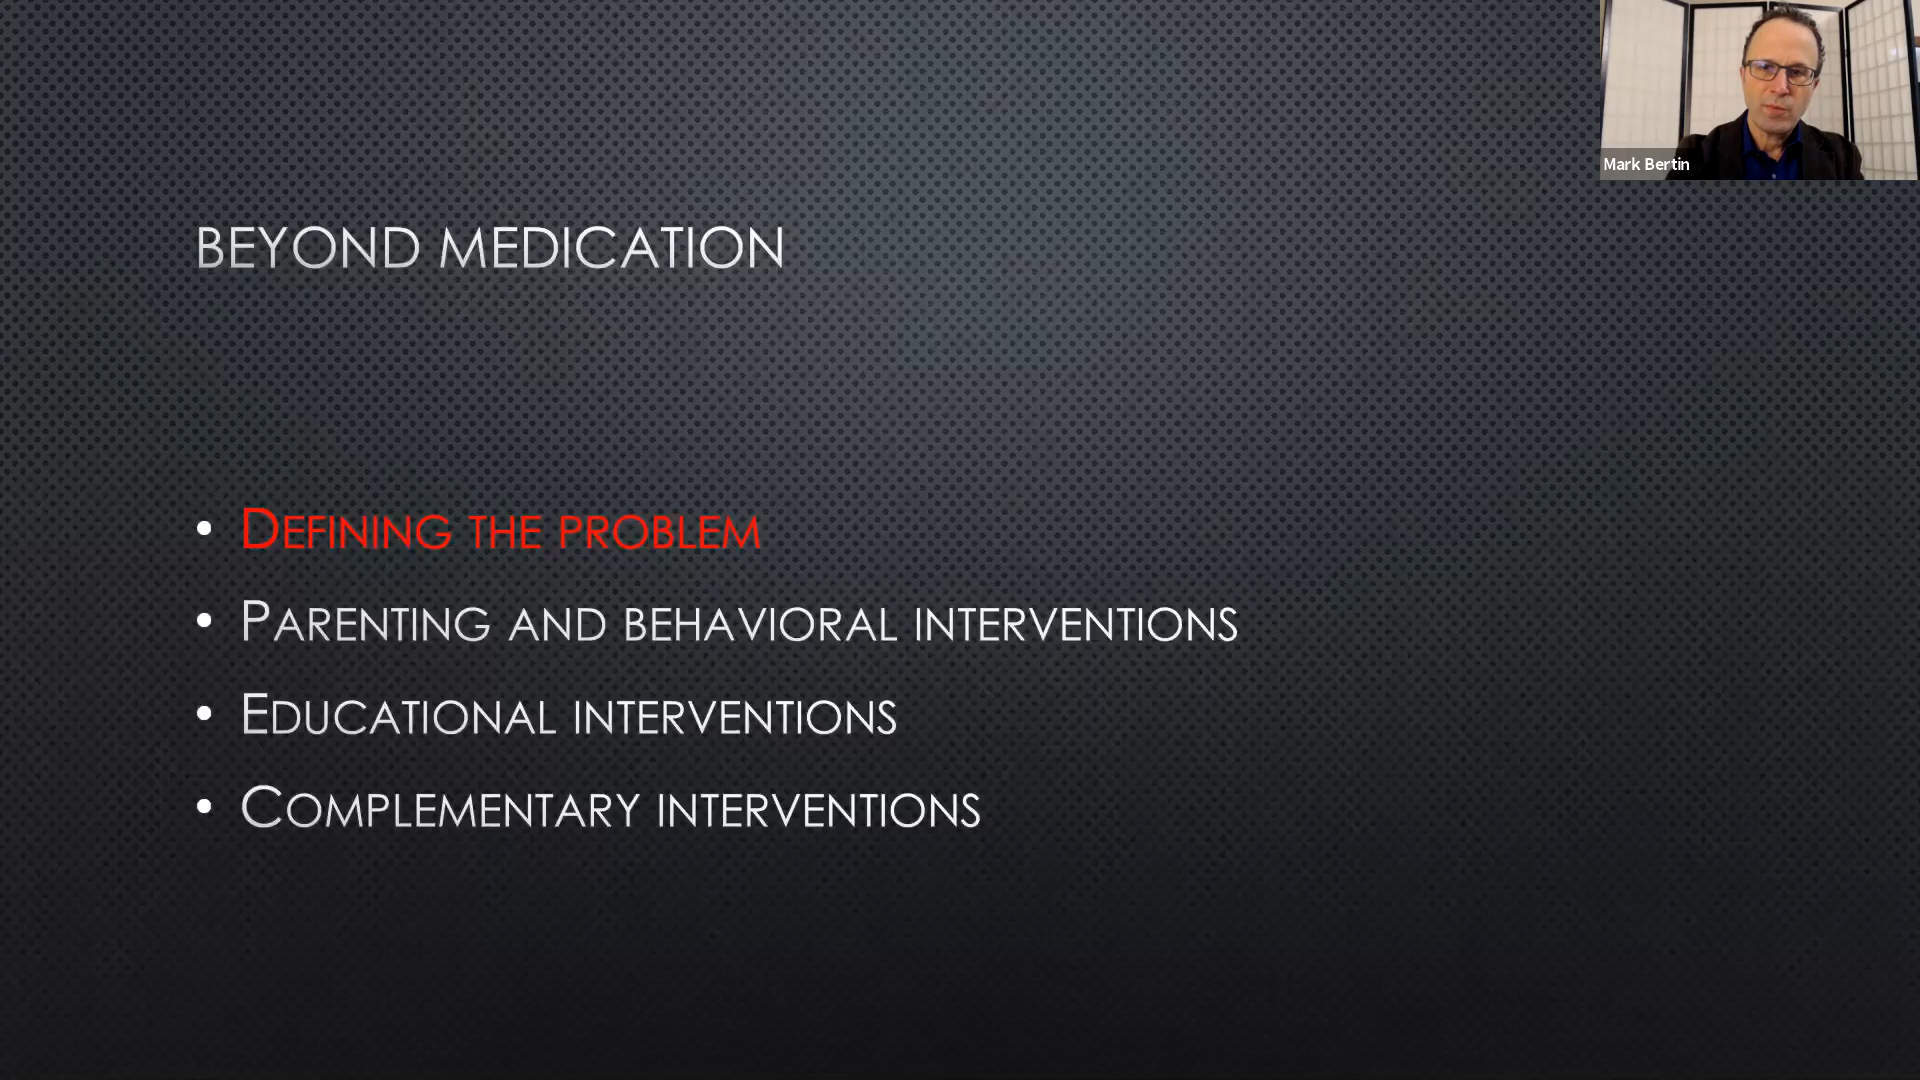 BEYOND MEDICATION
• DEFINING THE PROBLEM
• PARENTING AND BEHAVIORAL INTERVENTIONS
• EDUCATIONAL INTERVENTIONS
• COMPLEMENTARY INTERVENTIONS
Mark Bertin